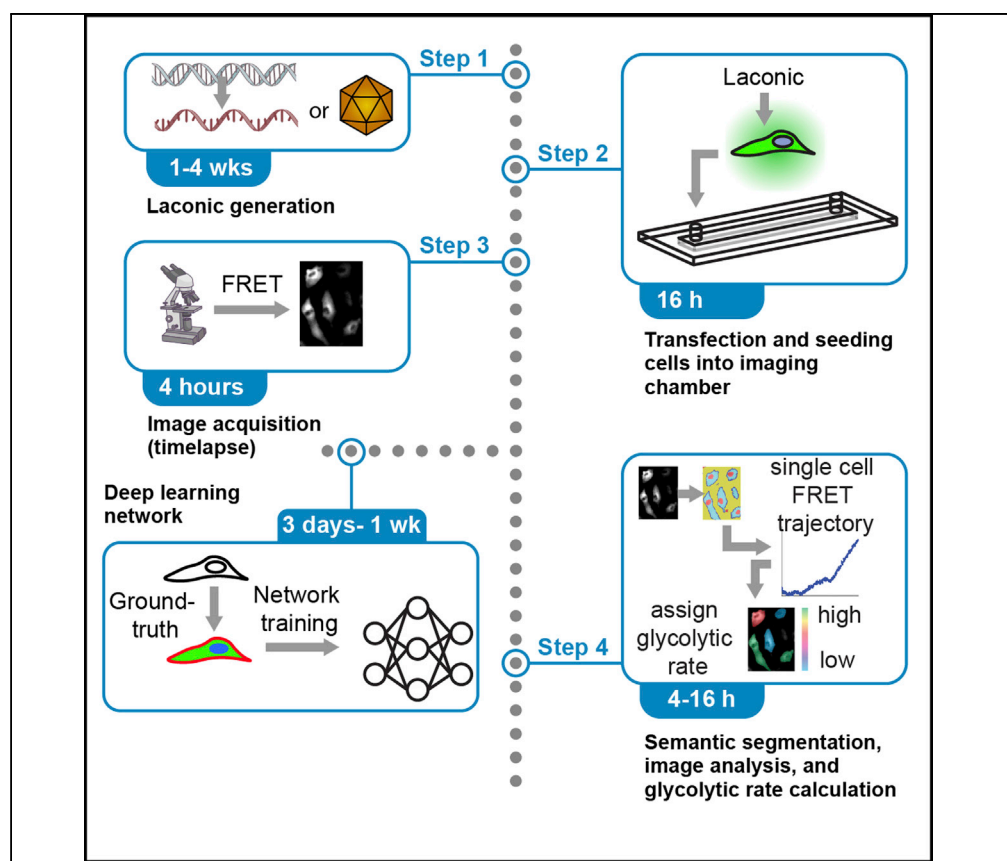 Step 1
or
1-4 wks
Laconic generation
Step 2
Laconic
16 h
Transfection and seeding
cells into imaging
chamber
Step 3
FRET
4 hours
Image acquisition
(timelapse)
Deep learning
network
3 days- 1 wk
Ground-
truth
Network
training
Step 4
single cell
FRET
trajectory
assign
glycolytic
rate
high
low
4-16 h
Semantic segmentation,
image analysis, and
glycolytic rate calculation